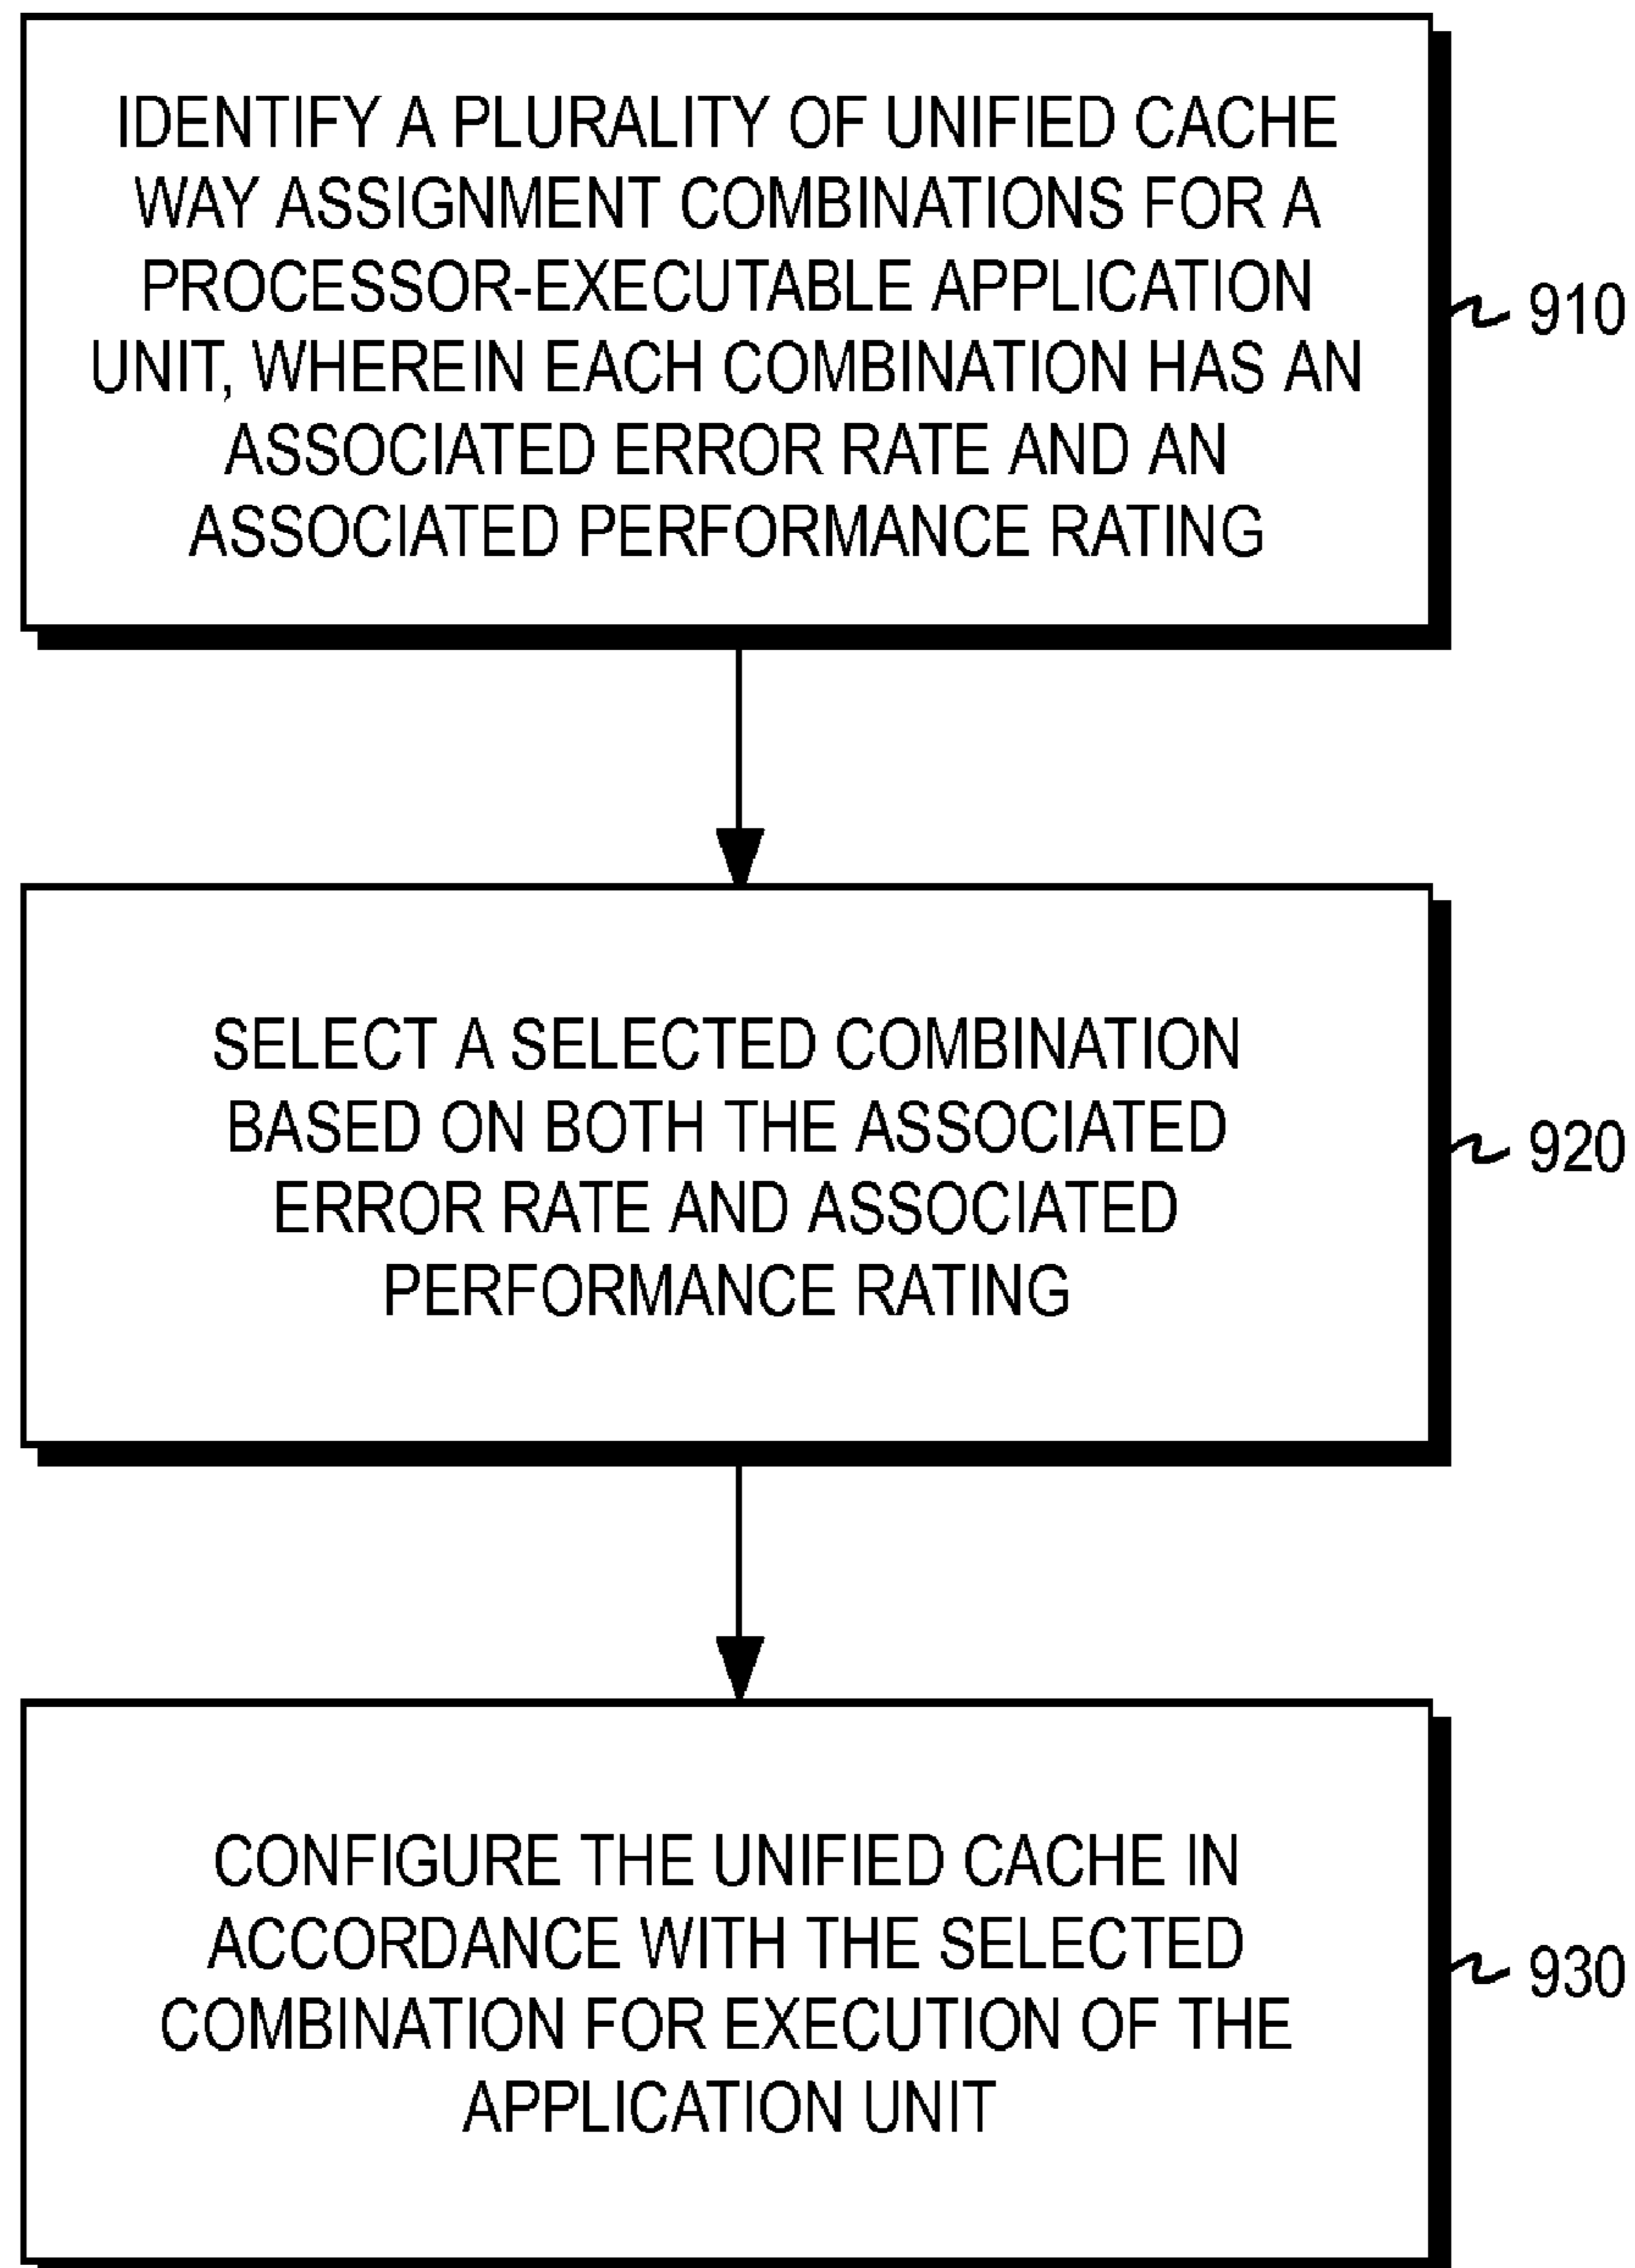 IDENTIFY A PLURALITY OF UNIFIED CACHE
WAY ASSIGNMENT COMBINATIONS FOR A
PROCESSOR-EXECUTABLE APPLICATION
UNIT, WHEREIN EACH COMBINATION HAS AN
ASSOCIATED ERROR RATE AND AN
ASSOCIATED PERFORMANCE RATING
910
SELECT A SELECTED COMBINATION
BASED ON BOTH THE ASSOCIATED
ERROR RATE AND ASSOCIATED
PERFORMANCE RATING
920
CONFIGURE THE UNIFIED CACHE IN
ACCORDANCE WITH THE SELECTED
COMBINATION FOR EXECUTION OF THE
APPLICATION UNIT
930